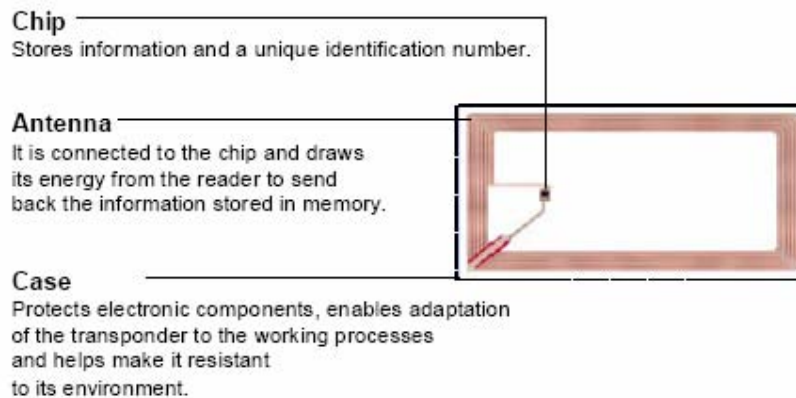 Chip
Stores information and a unique identification number.
Antenna
It is connected to the chip and draws
its energy from the reader to send
back the information stored in memory.
Case
Protects electronic components, enables adaptation
of the transponder to the working processes
and helps make it resistant
to its environment.